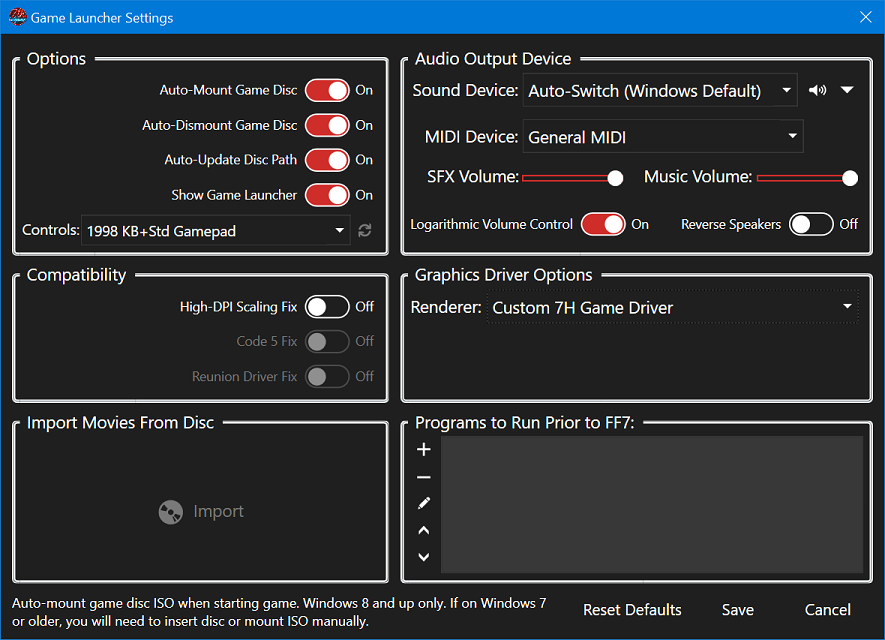 Game Launcher Settings
Options
Auto-Mount Game Disc On
Auto-Dismount Game Disc On
Auto-Update Disc Path On
Show Game Launcher On
Controls: 1998 KB+Std Gamepad
Audio Output Device
Sound Device: Auto-Switch (Windows Default)
MIDI Device: General MIDI
SFX Volume: Music Volume:
Logarithmic Volume Control On Reverse Speakers Off
Compatibility
High-DPI Scaling Fix Off
Code 5 Fix Off
Reunion Driver Fix Off
Graphics Driver Options
Renderer: Custom 7H Game Driver
Import Movies From Disc
Import
Programs to Run Prior to FF7:
Auto-mount game disc ISO when starting game. Windows 8 and up only. If on Windows 7
or older, you will need to insert disc or mount ISO manually.
Reset Defaults Save Cancel